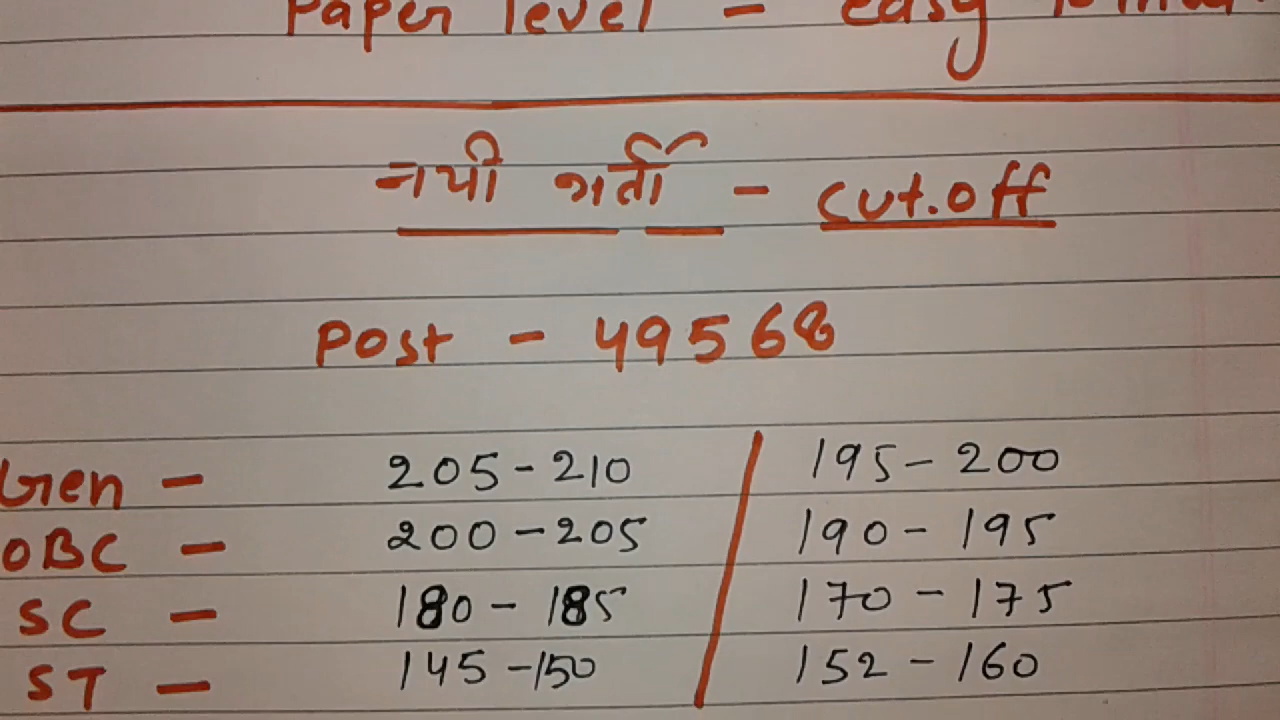 Paper level - easy
नयी भर्ती - cut.off
Post - 49568
Gen - 205-210 / 195-200
OBC - 200-205 / 190-195
SC - 180-185 / 170-175
ST - 145-150 / 152-160